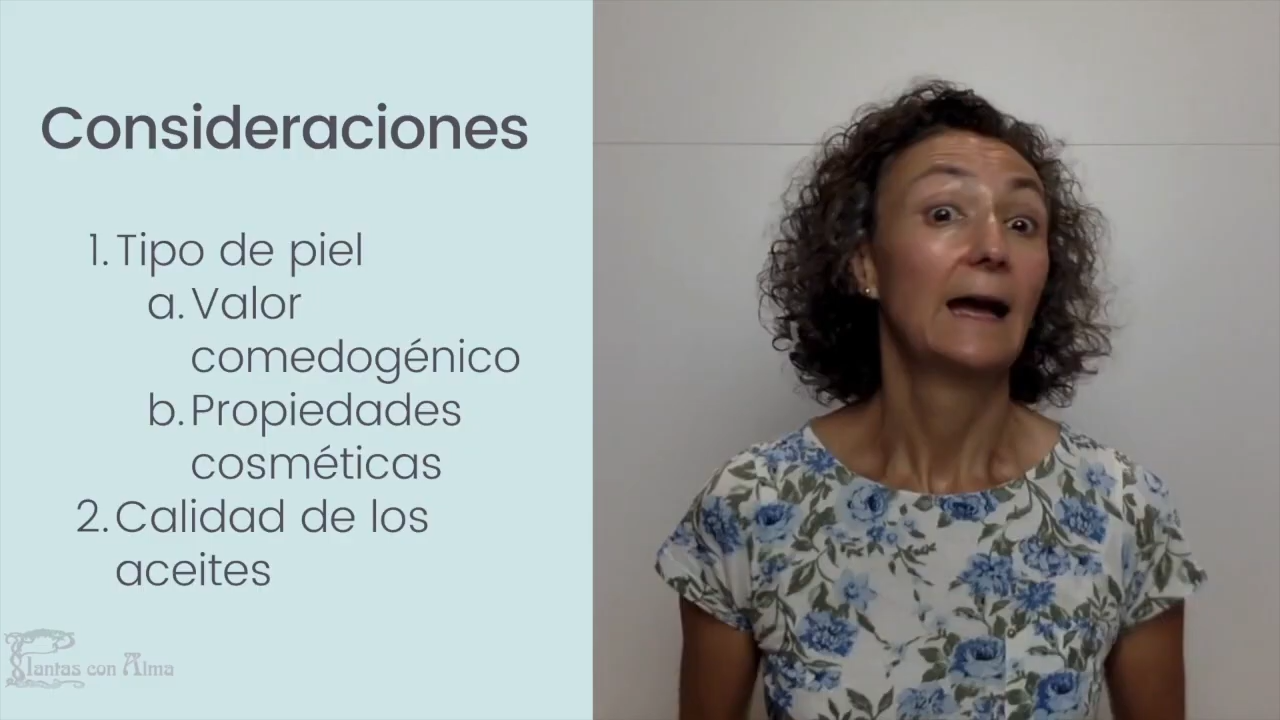 Consideraciones
1. Tipo de piel
a. Valor
comedogénico
b. Propiedades
cosméticas
2. Calidad de los
aceites
Plantas con Alma